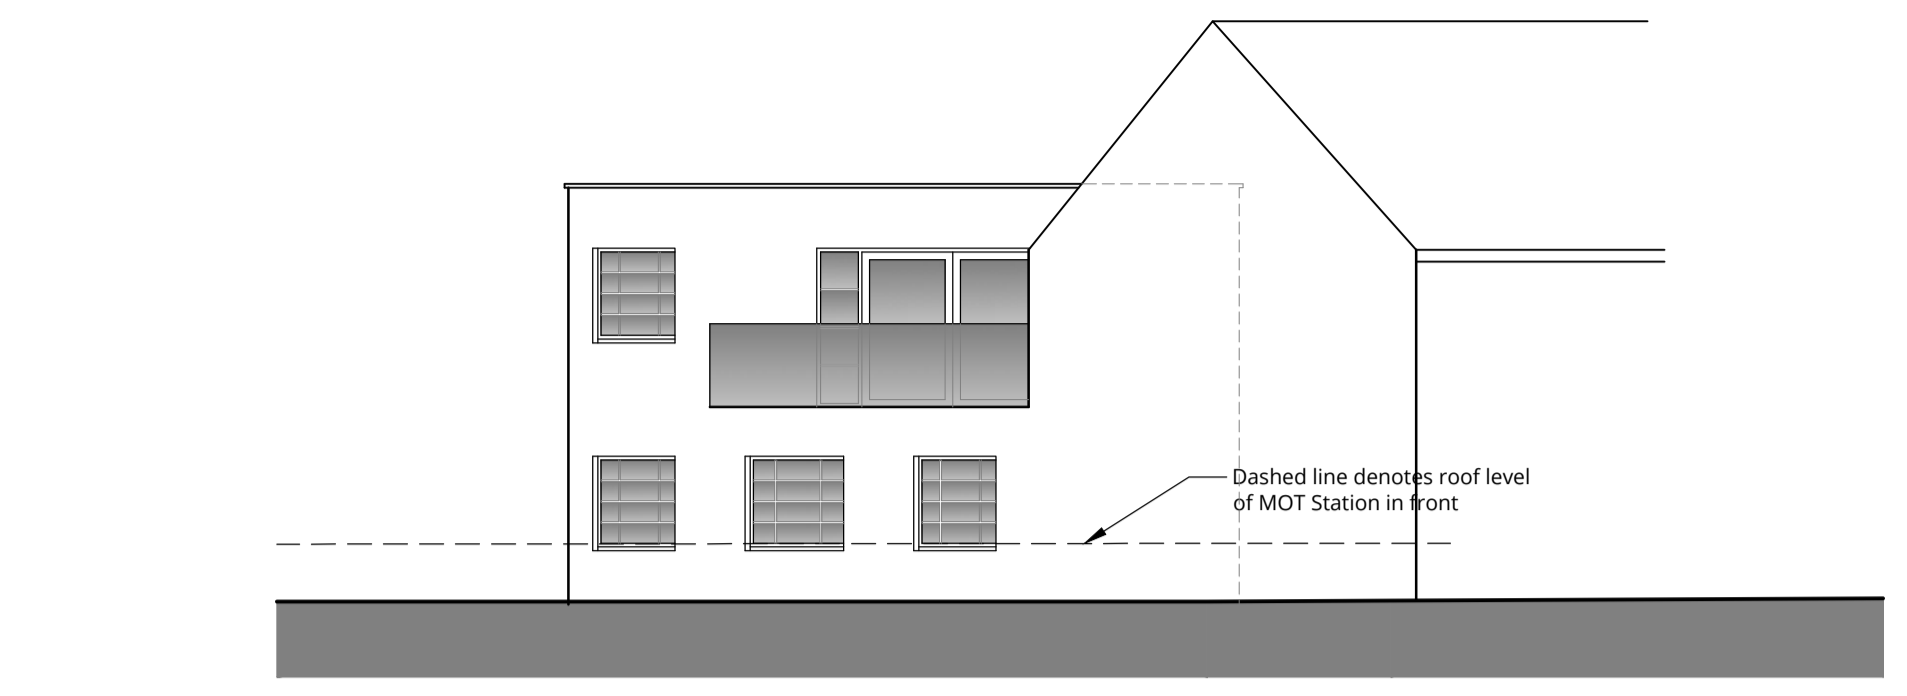 Dashed line denotes roof level
of MOT Station in front